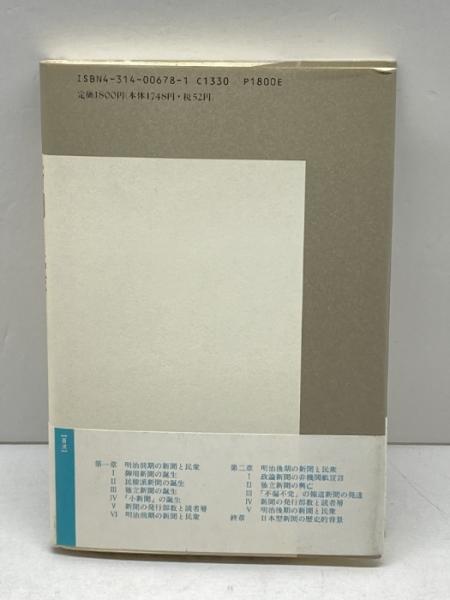 ISBN4-314-00678-1 C1330 P1800E
定価1800円(本体1748円・税52円)
【目次】
第一章 明治前期の新聞と民衆
I 御用新聞の誕生
II 民権派新聞の誕生
III 独立新聞の誕生
IV 「小新聞」の誕生
V 新聞の発行部数と読者層
VI 明治前期の新聞と民衆
第二章 明治後期の新聞と民衆
I 政論新聞の非機関紙宣言
II 独立新聞の興亡
III 「不偏不党」の報道新聞の発達
IV 新聞の発行部数と読者層
V 明治後期の新聞と民衆
終章 日本型新聞の歴史的背景